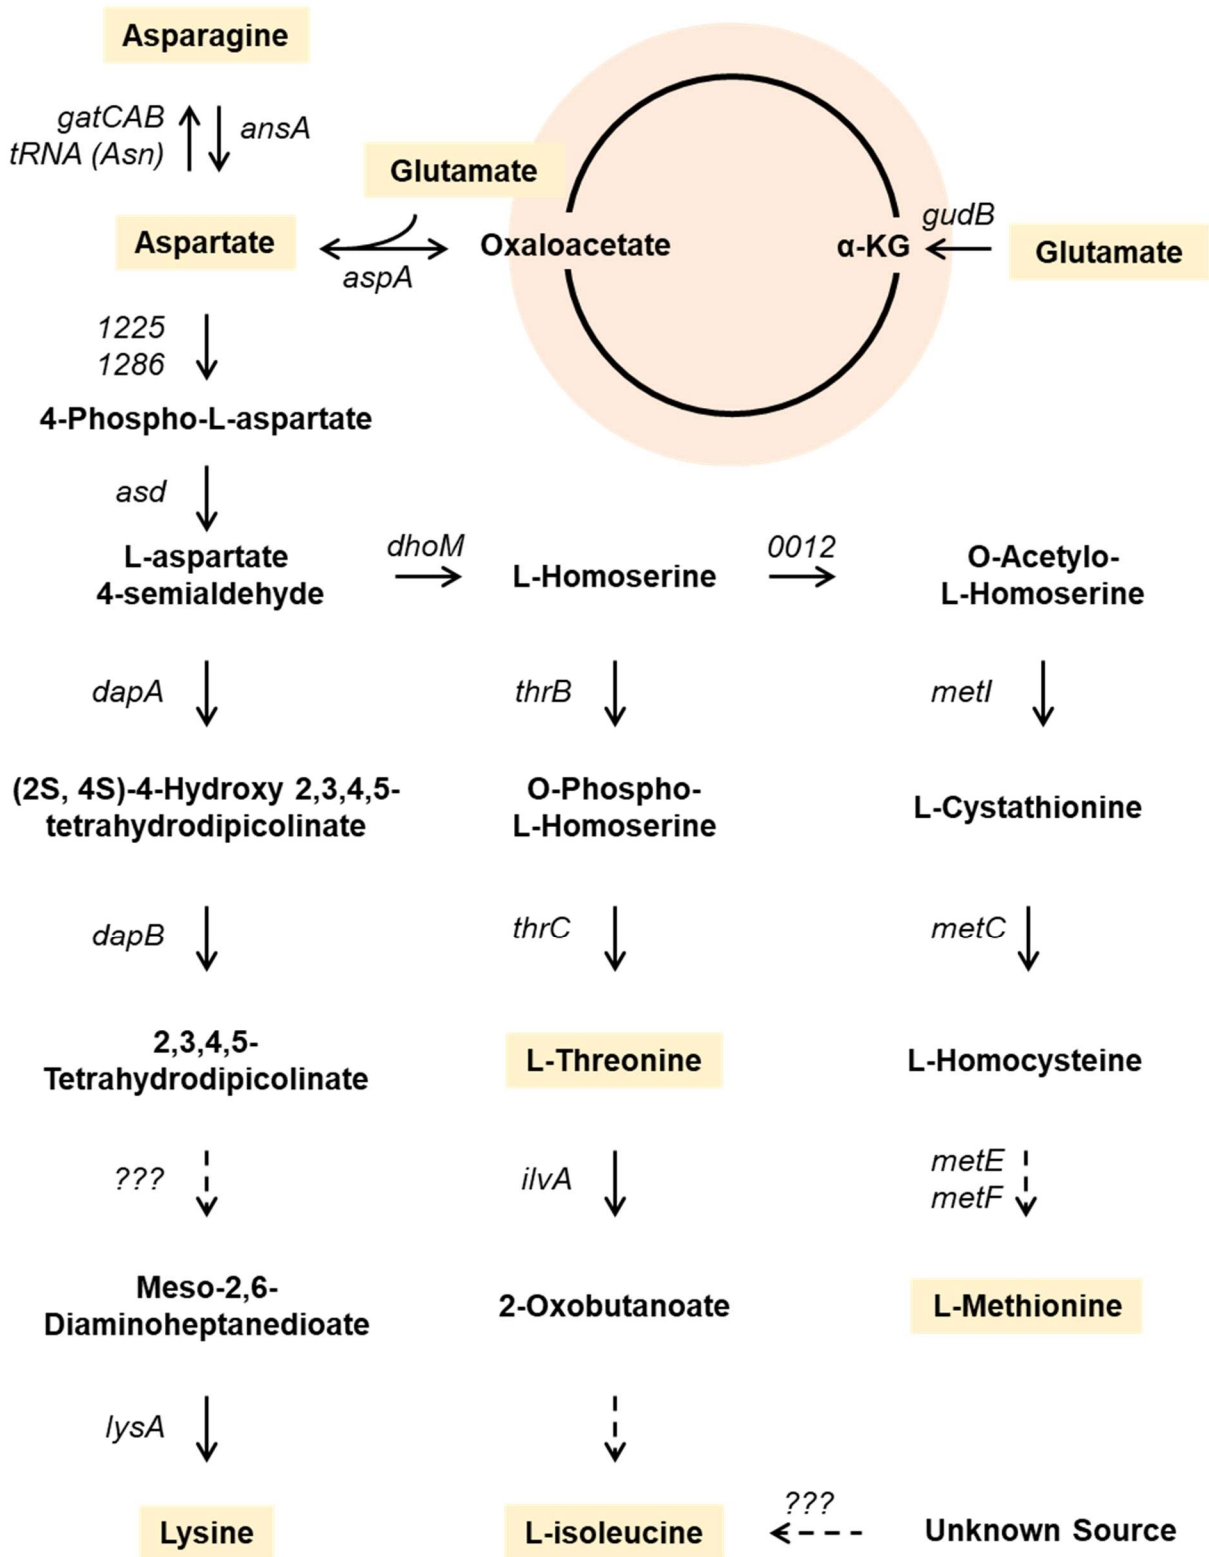 Asparagine
gatCAB
tRNA (Asn)
ansA
Glutamate
Aspartate
aspA
Oxaloacetate
α-KG
gudB
Glutamate
1225
1286
4-Phospho-L-aspartate
asd
L-aspartate
4-semialdehyde
dhoM
L-Homoserine
0012
O-Acetylo-
L-Homoserine
dapA
thrB
metI
(2S, 4S)-4-Hydroxy 2,3,4,5-
tetrahydrodipicolinate
O-Phospho-
L-Homoserine
L-Cystathionine
dapB
thrC
metC
2,3,4,5-
Tetrahydrodipicolinate
L-Threonine
L-Homocysteine
???
ilvA
metE
metF
Meso-2,6-
Diaminoheptanedioate
2-Oxobutanoate
L-Methionine
lysA
Lysine
L-isoleucine
???
Unknown Source